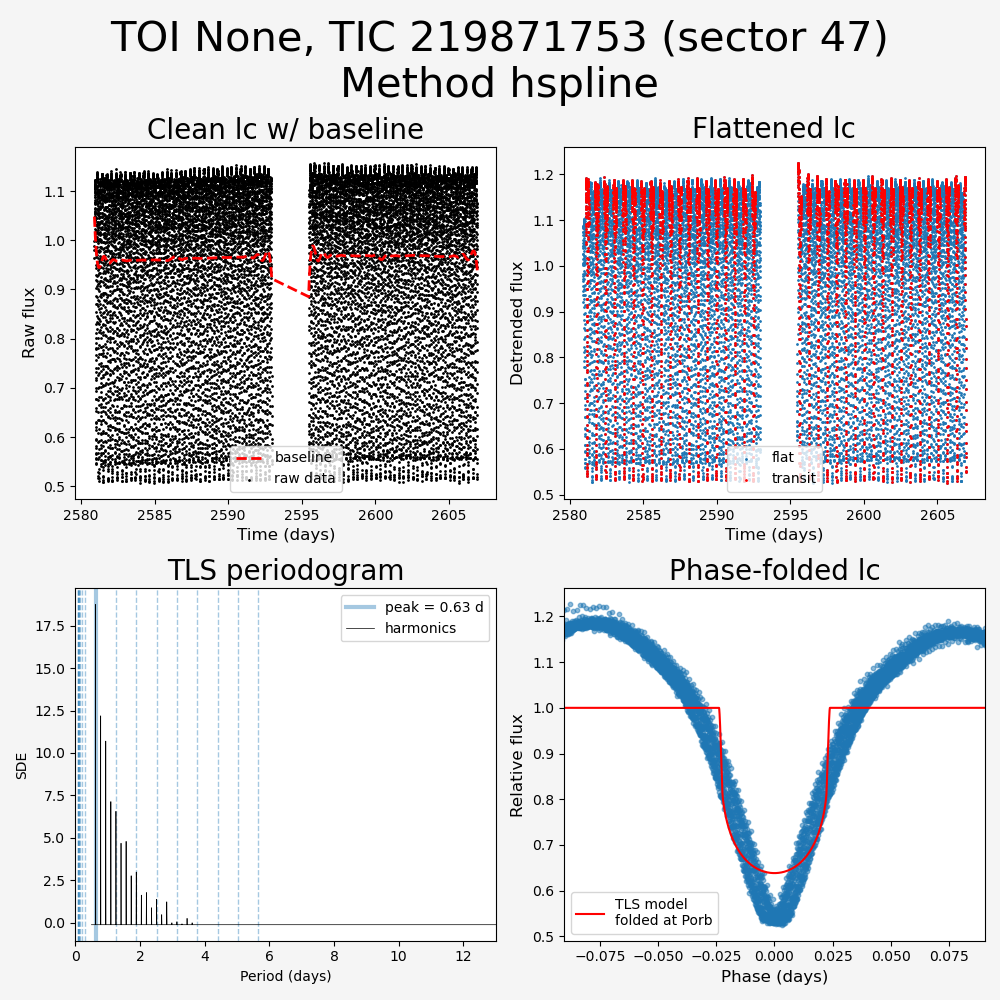 TOI None, TIC 219871753 (sector 47)
Method hspline
Clean lc w/ baseline
Raw flux
1.1
1.0
0.9
0.8
0.7
0.6
0.5
baseline
raw data
2580 2585 2590 2595 2600 2605
Time (days)
Flattened lc
Detrended flux
1.2
1.1
1.0
0.9
0.8
0.7
0.6
0.5
flat
transit
2580 2585 2590 2595 2600 2605
Time (days)
TLS periodogram
SDE
17.5
15.0
12.5
10.0
7.5
5.0
2.5
0.0
peak = 0.63 d
harmonics
0 2 4 6 8 10 12
Period (days)
Phase-folded lc
Relative flux
1.2
1.1
1.0
0.9
0.8
0.7
0.6
0.5
TLS model
folded at Porb
−0.075 −0.050 −0.025 0.000 0.025 0.050 0.075
Phase (days)